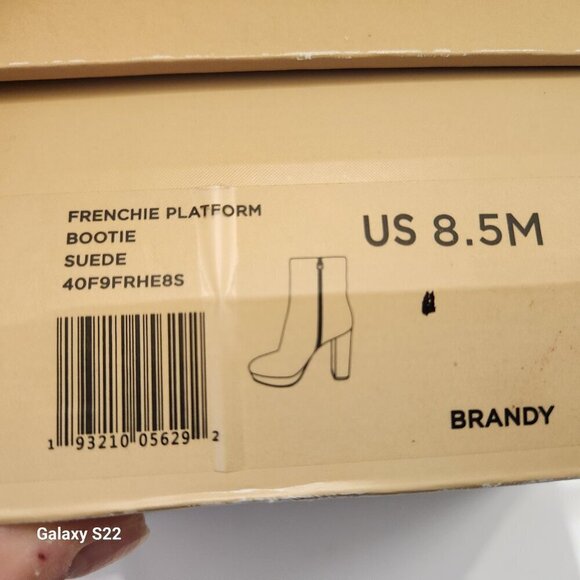 FRENCHIE PLATFORM
BOOTIE
SUEDE
40F9FRHE8S
US 8.5M
1 93210 05629 2
BRANDY
Galaxy S22